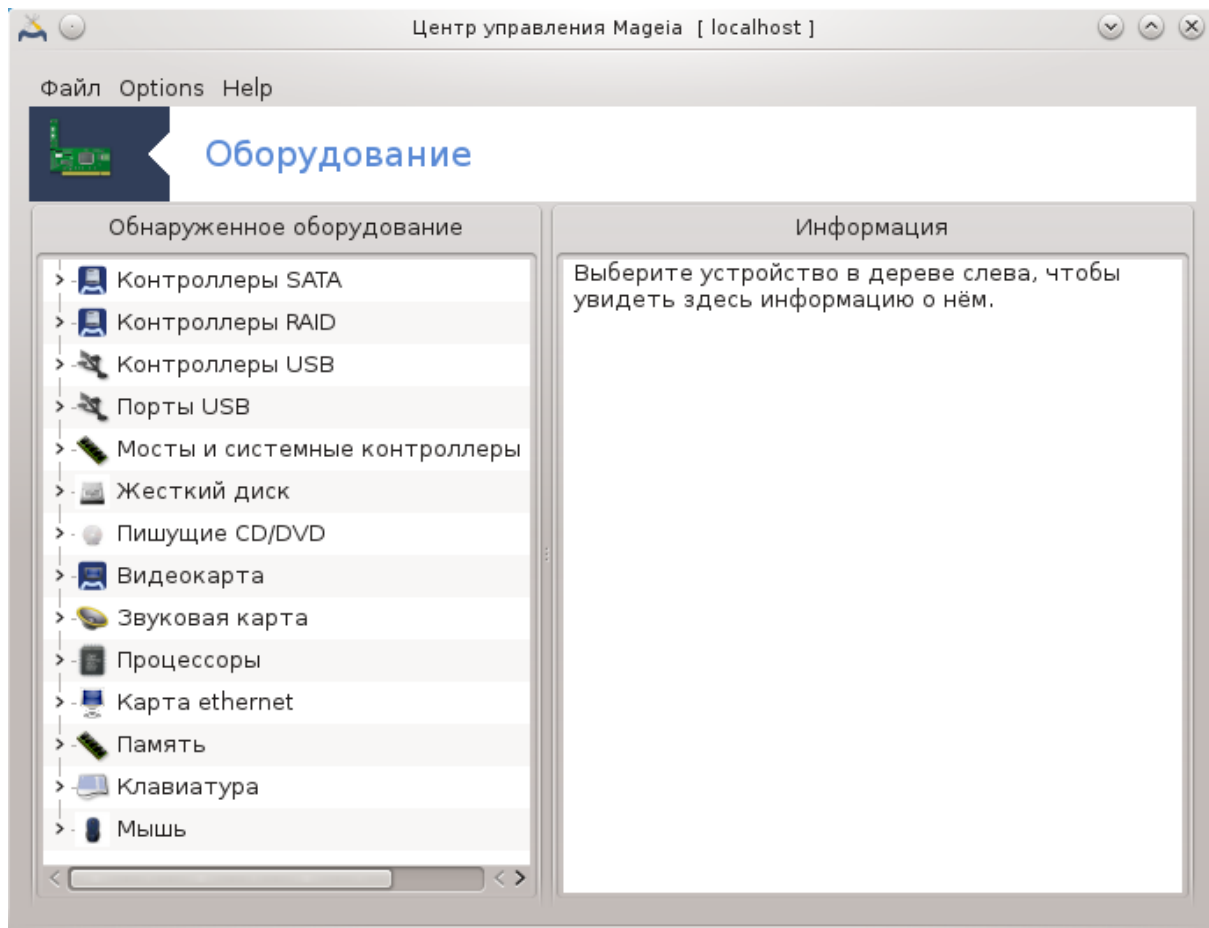 Центр управления Mageia [ localhost ]
Файл Options Help
Оборудование
Обнаруженное оборудование
Контроллеры SATA
Контроллеры RAID
Контроллеры USB
Порты USB
Мосты и системные контроллеры
Жесткий диск
Пишущие CD/DVD
Видеокарта
Звуковая карта
Процессоры
Карта ethernet
Память
Клавиатура
Мышь
Информация
Выберите устройство в дереве слева, чтобы
увидеть здесь информацию о нём.